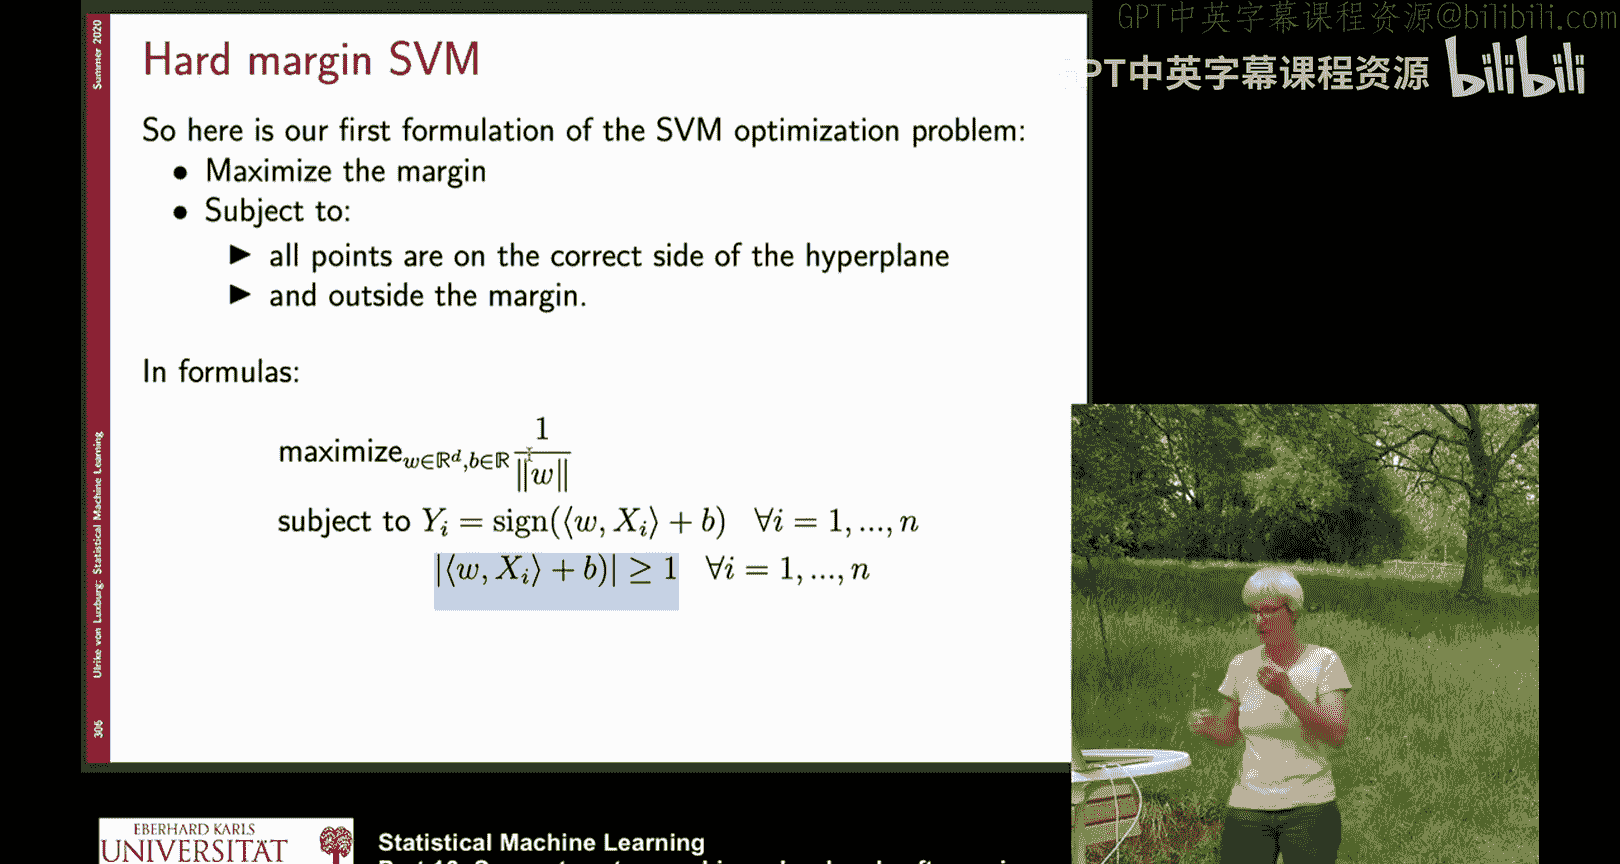 GPT中英字幕课程资源@bilibili.com
PT中英字幕课程资源 bilibili
Summer 2020
Hard margin SVM
So here is our first formulation of the SVM optimization problem:
• Maximize the margin
• Subject to:
▶ all points are on the correct side of the hyperplane
▶ and outside the margin.
In formulas:
maximize_{w∈ℝ^d, b∈ℝ} 1/‖w‖
subject to Y_i = sign(⟨w, X_i⟩ + b) ∀i = 1, ..., n
|⟨w, X_i⟩ + b)| ≥ 1 ∀i = 1, ..., n
Ulrike von Luxburg: Statistical Machine Learning
306
EBERHARD KARLS
UNIVERSITÄT
Statistical Machine Learning